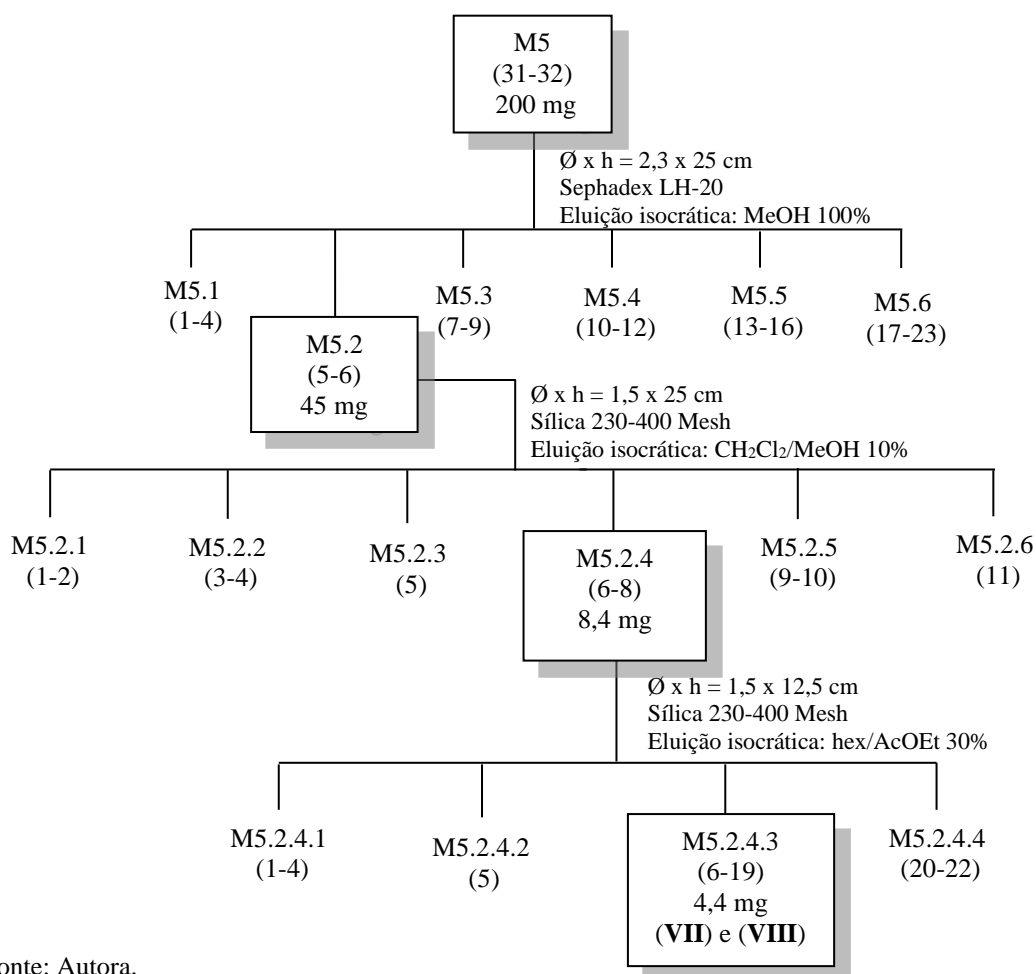 M5
(31-32)
200 mg
Ø x h = 2,3 x 25 cm
Sephadex LH-20
Eluição isocrática: MeOH 100%
M5.1
(1-4)
M5.2
(5-6)
45 mg
M5.3
(7-9)
M5.4
(10-12)
M5.5
(13-16)
M5.6
(17-23)
Ø x h = 1,5 x 25 cm
Sílica 230-400 Mesh
Eluição isocrática: CH₂Cl₂/MeOH 10%
M5.2.1
(1-2)
M5.2.2
(3-4)
M5.2.3
(5)
M5.2.4
(6-8)
8,4 mg
M5.2.5
(9-10)
M5.2.6
(11)
Ø x h = 1,5 x 12,5 cm
Sílica 230-400 Mesh
Eluição isocrática: hex/AcOEt 30%
M5.2.4.1
(1-4)
M5.2.4.2
(5)
M5.2.4.3
(6-19)
4,4 mg
(VII) e (VIII)
M5.2.4.4
(20-22)
onte: Autora.